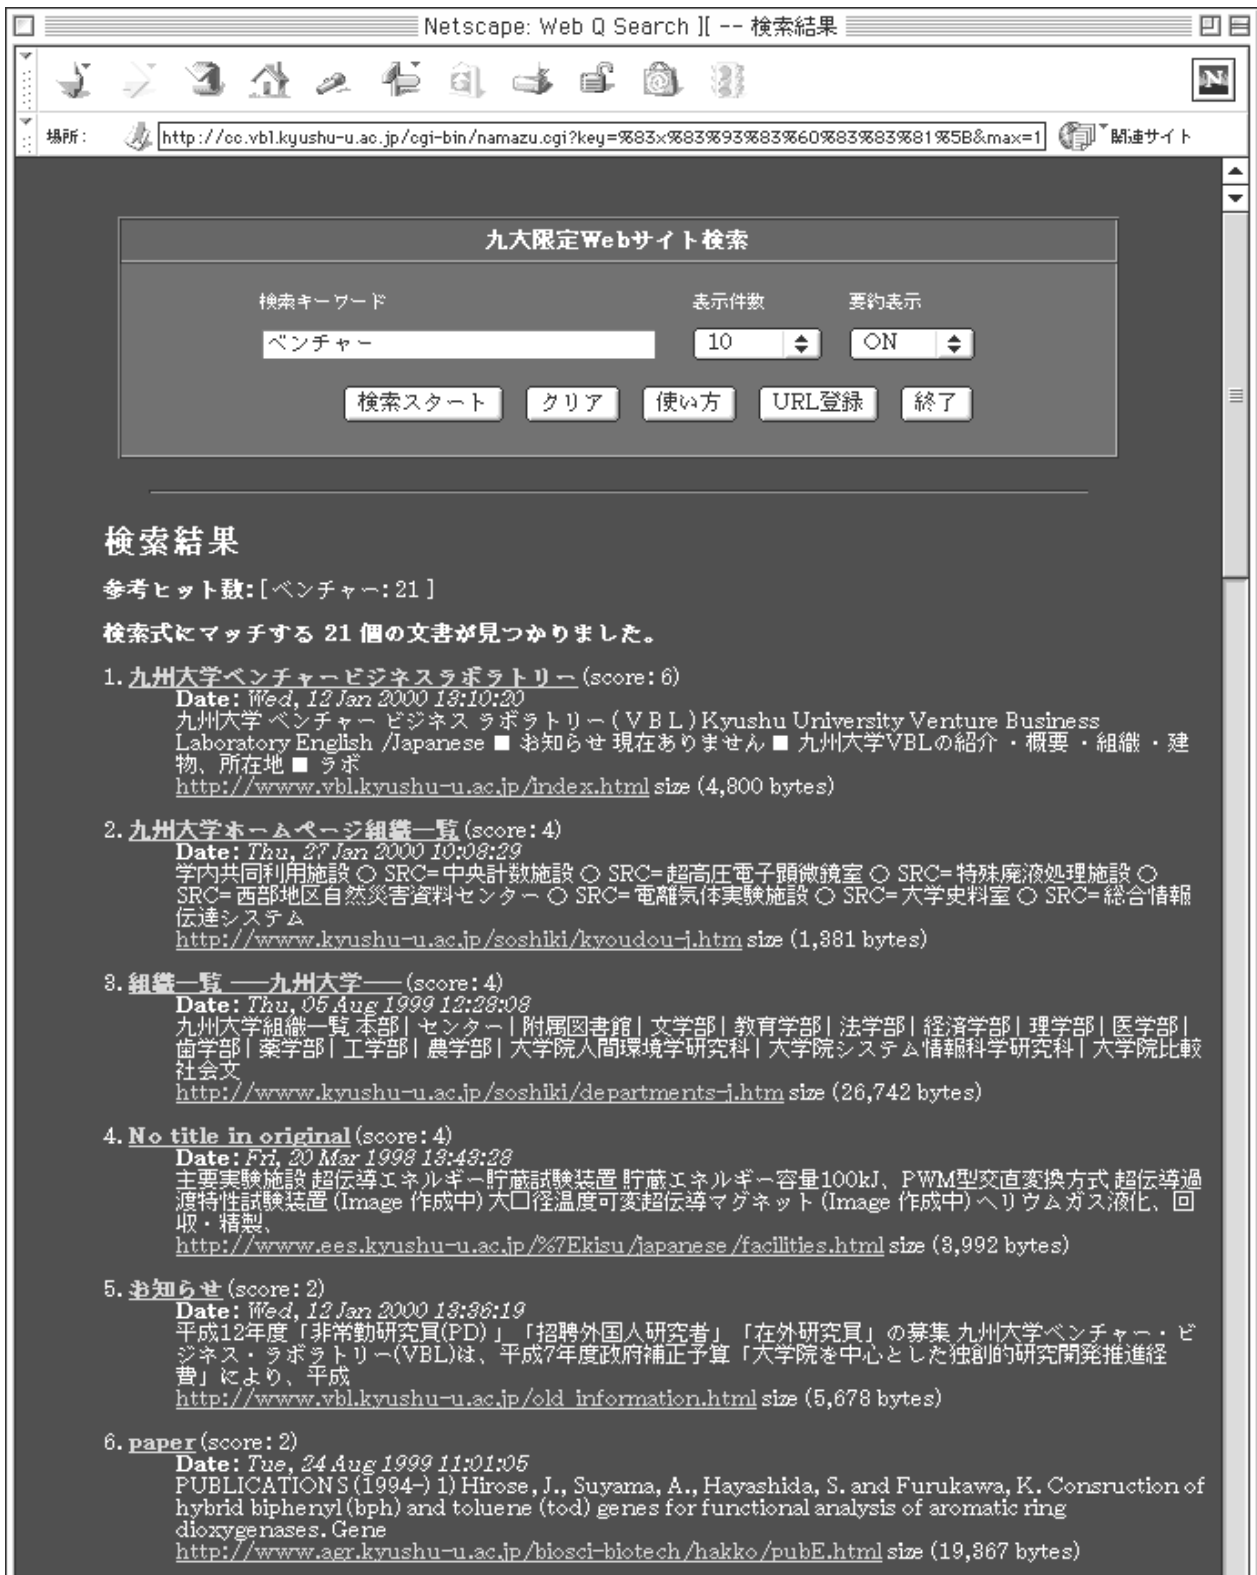 Netscape: Web Q Search ][ -- 検索結果
N
場所: http://cc.vbl.kyushu-u.ac.jp/cgi-bin/namazu.cgi?key=%83x%83%93%83%60%83%83%81%5B&max=1 関連サイト
九大限定Webサイト検索
検索キーワード 表示件数 要約表示
ベンチャー 10 ON
検索スタート クリア 使い方 URL登録 終了
検索結果
参考ヒット数: [ ベンチャー: 21 ]
検索式にマッチする 21 個の文書が見つかりました。
1. 九州大学ベンチャービジネスラボラトリー (score: 6)
Date: Wed, 12 Jan 2000 13:10:20
九州大学 ベンチャー ビジネス ラボラトリー ( V B L ) Kyushu University Venture Business
Laboratory English /Japanese ■ お知らせ 現在ありません ■ 九州大学VBLの紹介 ・概要 ・組織 ・建
物、所在地 ■ ラボ
http://www.vbl.kyushu-u.ac.jp/index.html size (4,800 bytes)
2. 九州大学ホームページ組織一覧 (score: 4)
Date: Thu, 27 Jan 2000 10:08:29
学内共同利用施設 ○ SRC= 中央計数施設 ○ SRC= 超高圧電子顕微鏡室 ○ SRC= 特殊廃液処理施設 ○
SRC= 西部地区自然災害資料センター ○ SRC= 電離気体実験施設 ○ SRC= 大学史料室 ○ SRC= 総合情報
伝達システム
http://www.kyushu-u.ac.jp/soshiki/kyoudou-j.htm size (1,381 bytes)
3. 組織一覧 ――九州大学―― (score: 4)
Date: Thu, 05 Aug 1999 12:28:08
九州大学組織一覧 本部 | センター | 附属図書館 | 文学部 | 教育学部 | 法学部 | 経済学部 | 理学部 | 医学部 |
歯学部 | 薬学部 | 工学部 | 農学部 | 大学院人間環境学研究科 | 大学院システム情報科学研究科 | 大学院比較
社会文
http://www.kyushu-u.ac.jp/soshiki/departments-j.htm size (26,742 bytes)
4. No title in original (score: 4)
Date: Fri, 20 Mar 1998 13:43:28
主要実験施設 超伝導エネルギー貯蔵試験装置 貯蔵エネルギー容量100kJ、PWM型交直変換方式 超伝導過
渡特性試験装置 (Image 作成中) 大口径温度可変超伝導マグネット (Image 作成中) ヘリウムガス液化、回
収・精製、
http://www.ees.kyushu-u.ac.jp/%7Ekisu/japanese/facilities.html size (3,992 bytes)
5. お知らせ (score: 2)
Date: Wed, 12 Jan 2000 13:36:19
平成12年度「非常勤研究員(PD) 」「招聘外国人研究者」「在外研究員」の募集 九州大学ベンチャー・ビ
ジネス・ラボラトリー(VBL)は、平成7年度政府補正予算「大学院を中心とした独創的研究開発推進経
費」により、平成
http://www.vbl.kyushu-u.ac.jp/old_information.html size (5,678 bytes)
6. paper (score: 2)
Date: Tue, 24 Aug 1999 11:01:05
PUBLICATIONS (1994-) 1) Hirose, J., Suyama, A., Hayashida, S. and Furukawa, K. Consruction of
hybrid biphenyl (bph) and toluene (tod) genes for functional analysis of aromatic ring
dioxygenases. Gene
http://www.agr.kyushu-u.ac.jp/biosci-biotech/hakko/pubE.html size (19,367 bytes)